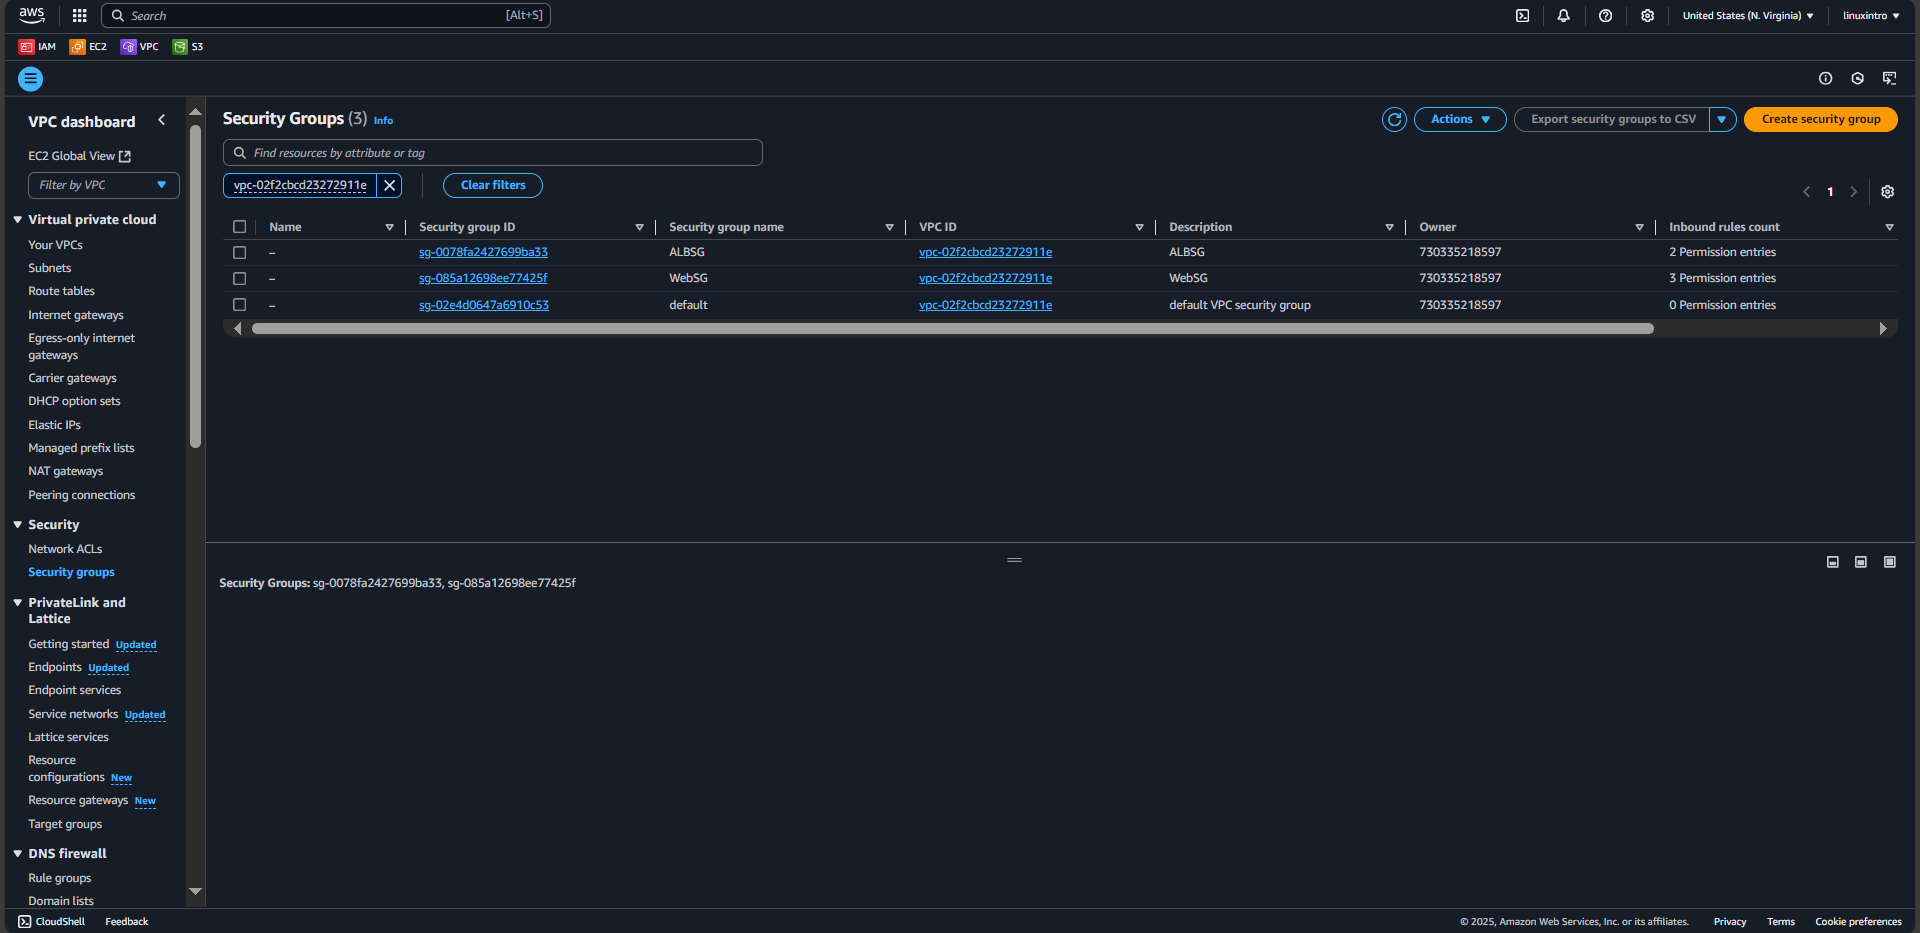 aws
Search [Alt+S]
United States (N. Virginia)
linuxintro
IAM EC2 VPC S3
VPC dashboard
EC2 Global View
Filter by VPC
Virtual private cloud
Your VPCs
Subnets
Route tables
Internet gateways
Egress-only internet
gateways
Carrier gateways
DHCP option sets
Elastic IPs
Managed prefix lists
NAT gateways
Peering connections
Security
Network ACLs
Security groups
PrivateLink and
Lattice
Getting started Updated
Endpoints Updated
Endpoint services
Service networks Updated
Lattice services
Resource
configurations New
Resource gateways New
Target groups
DNS firewall
Rule groups
Domain lists
Security Groups (3) Info
Actions
Export security groups to CSV
Create security group
Find resources by attribute or tag
vpc-02f2cbcd23272911e
Clear filters
1
Name Security group ID Security group name VPC ID Description Owner Inbound rules count
– sg-0078fa2427699ba33 ALBSG vpc-02f2cbcd23272911e ALBSG 730335218597 2 Permission entries
– sg-085a12698ee77425f WebSG vpc-02f2cbcd23272911e WebSG 730335218597 3 Permission entries
– sg-02e4d0647a6910c53 default vpc-02f2cbcd23272911e default VPC security group 730335218597 0 Permission entries
Security Groups: sg-0078fa2427699ba33, sg-085a12698ee77425f
CloudShell Feedback
© 2025, Amazon Web Services, Inc. or its affiliates. Privacy Terms Cookie preferences